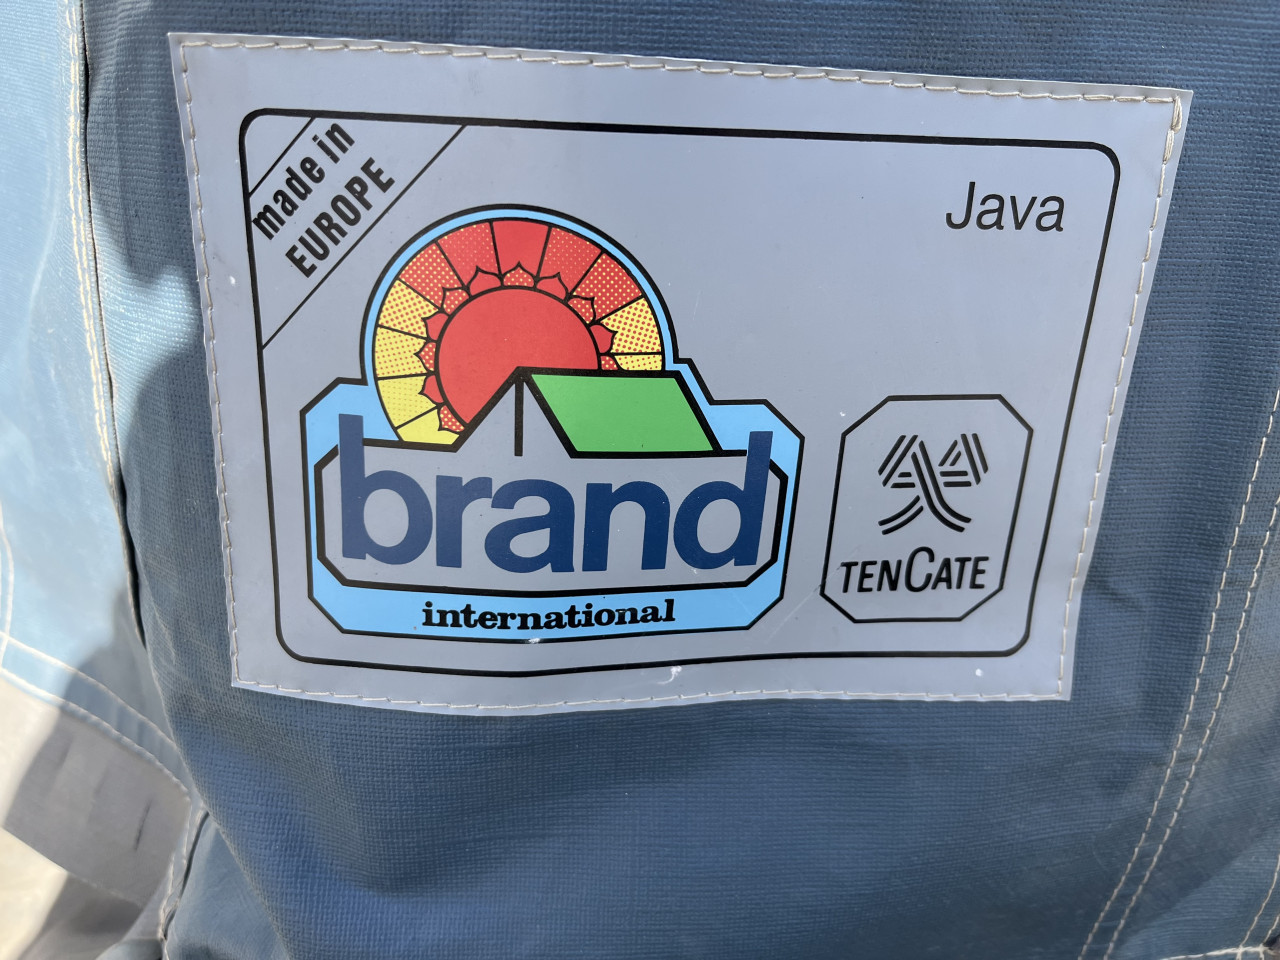 made in
EUROPE
Java
brand
international
TENCATE